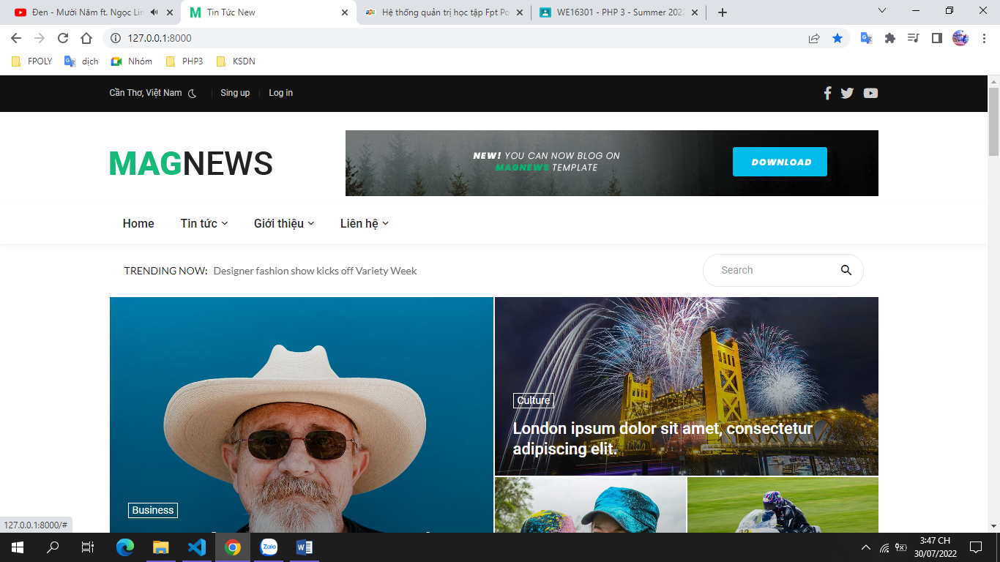 Đen - Mười Năm ft. Ngọc Lin
Tin Tức New
Hệ thống quản trị học tập Fpt Po
WE16301 - PHP 3 - Summer 202
127.0.0.1:8000
FPOLY
dịch
Nhóm
PHP3
KSDN
Cần Thơ, Việt Nam
Sing up
Log in
MAGNEWS
NEW! YOU CAN NOW BLOG ON
MAGNEWS TEMPLATE
DOWNLOAD
Home
Tin tức
Giới thiệu
Liên hệ
TRENDING NOW: Designer fashion show kicks off Variety Week
Search
Culture
London ipsum dolor sit amet, consectetur
adipiscing elit.
Business
127.0.0.1:8000/#
Zalo
3:47 CH
30/07/2022